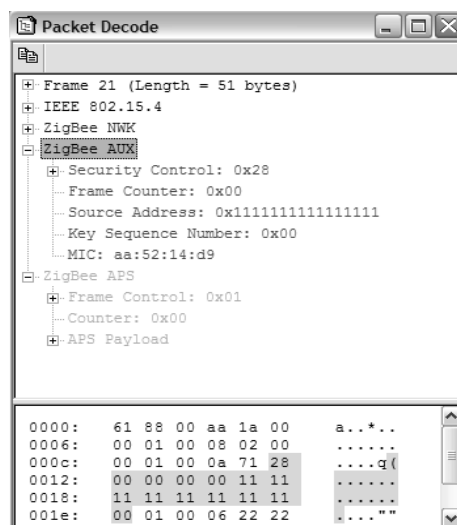 Packet Decode
Frame 21 (Length = 51 bytes)
IEEE 802.15.4
ZigBee NWK
ZigBee AUX
Security Control: 0x28
Frame Counter: 0x00
Source Address: 0x1111111111111111
Key Sequence Number: 0x00
MIC: aa:52:14:d9
ZigBee APS
Frame Control: 0x01
Counter: 0x00
APS Payload
0000: 61 88 00 aa 1a 00 a..*..
0006: 00 01 00 08 02 00 ......
000c: 00 01 00 0a 71 28 ....q(
0012: 00 00 00 00 11 11 ......
0018: 11 11 11 11 11 11 ......
001e: 00 01 00 06 22 22 ....""